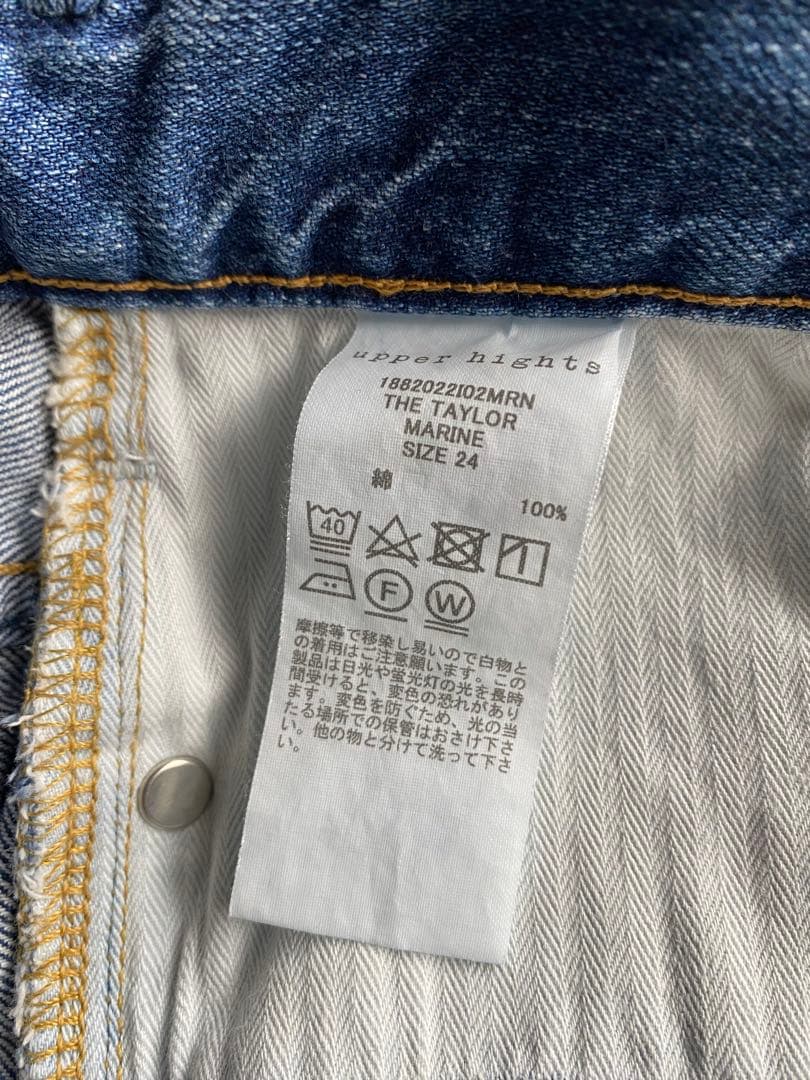 upper hights
1882022I02MRN
THE TAYLOR
MARINE
SIZE 24
綿 100%
40
F W
摩擦等で移染し易いので白物と
の着用はご注意願います。この
製品は日光や蛍光灯の光を長時
間受けると、変色の恐れがあり
ます。変色を防ぐため、光の当
たる場所での保管はおさけ下さ
い。他の物と分けて洗って下さ
い。